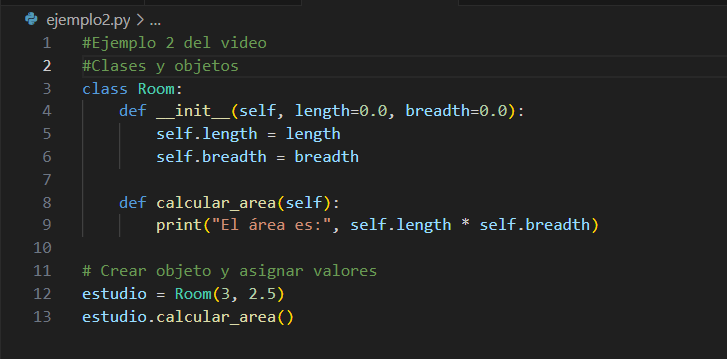 ejemplo2.py > ...
1 #Ejemplo 2 del video
2 #Clases y objetos
3 class Room:
4     def __init__(self, length=0.0, breadth=0.0):
5         self.length = length
6         self.breadth = breadth
7
8     def calcular_area(self):
9         print("El área es:", self.length * self.breadth)
10
11 # Crear objeto y asignar valores
12 estudio = Room(3, 2.5)
13 estudio.calcular_area()